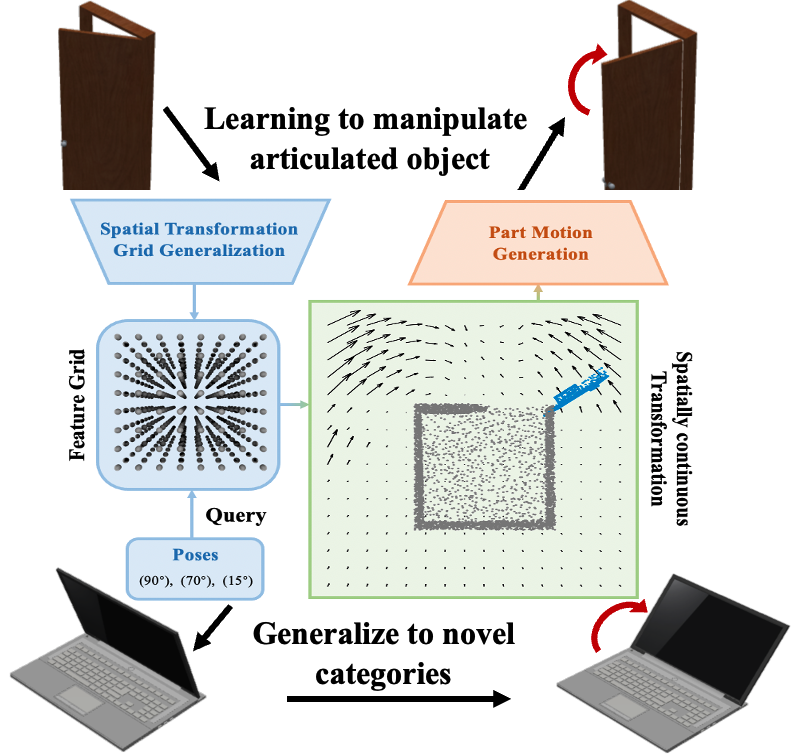 Learning to manipulate
articulated object
Spatial Transformation
Grid Generalization
Part Motion
Generation
Feature Grid
Spatially continuous
Transformation
Query
Poses
(90°), (70°), (15°)
Generalize to novel
categories